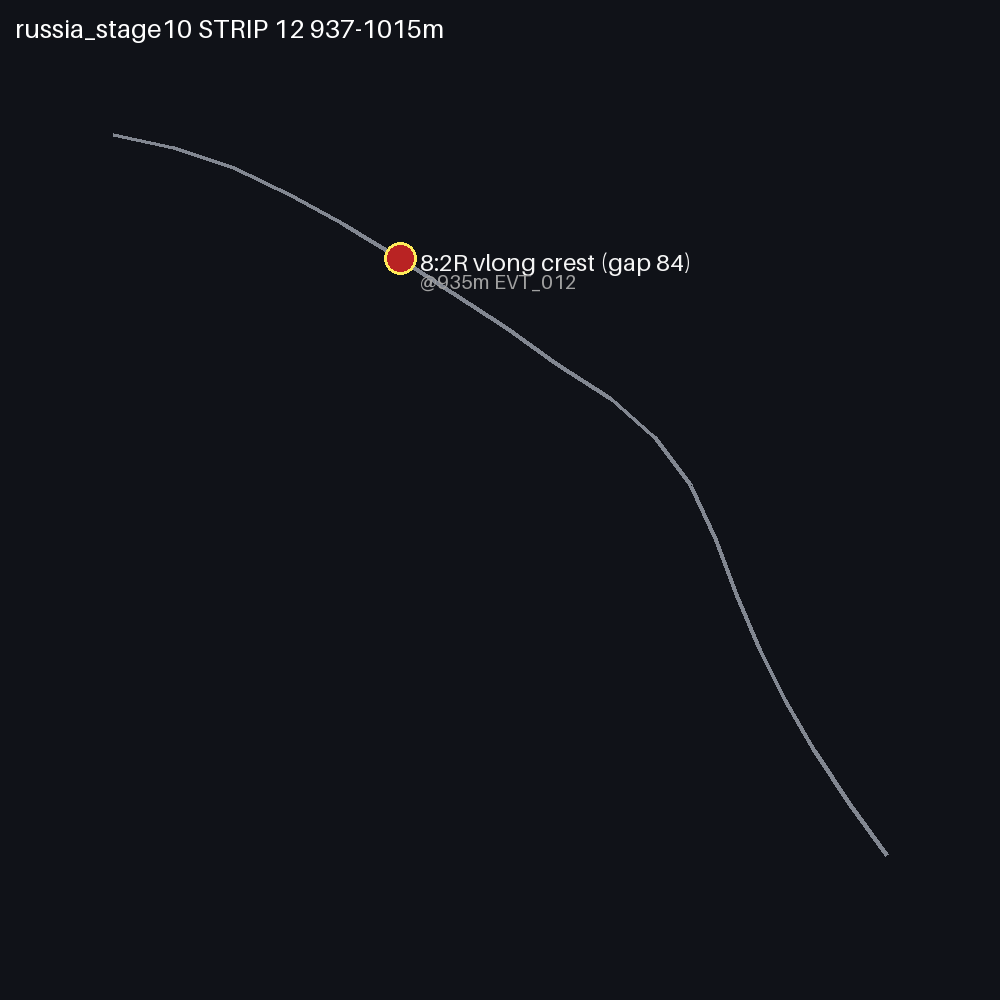 russia_stage10 STRIP 12 937-1015m
8:2R vlong crest (gap 84)
@935m EVT_012